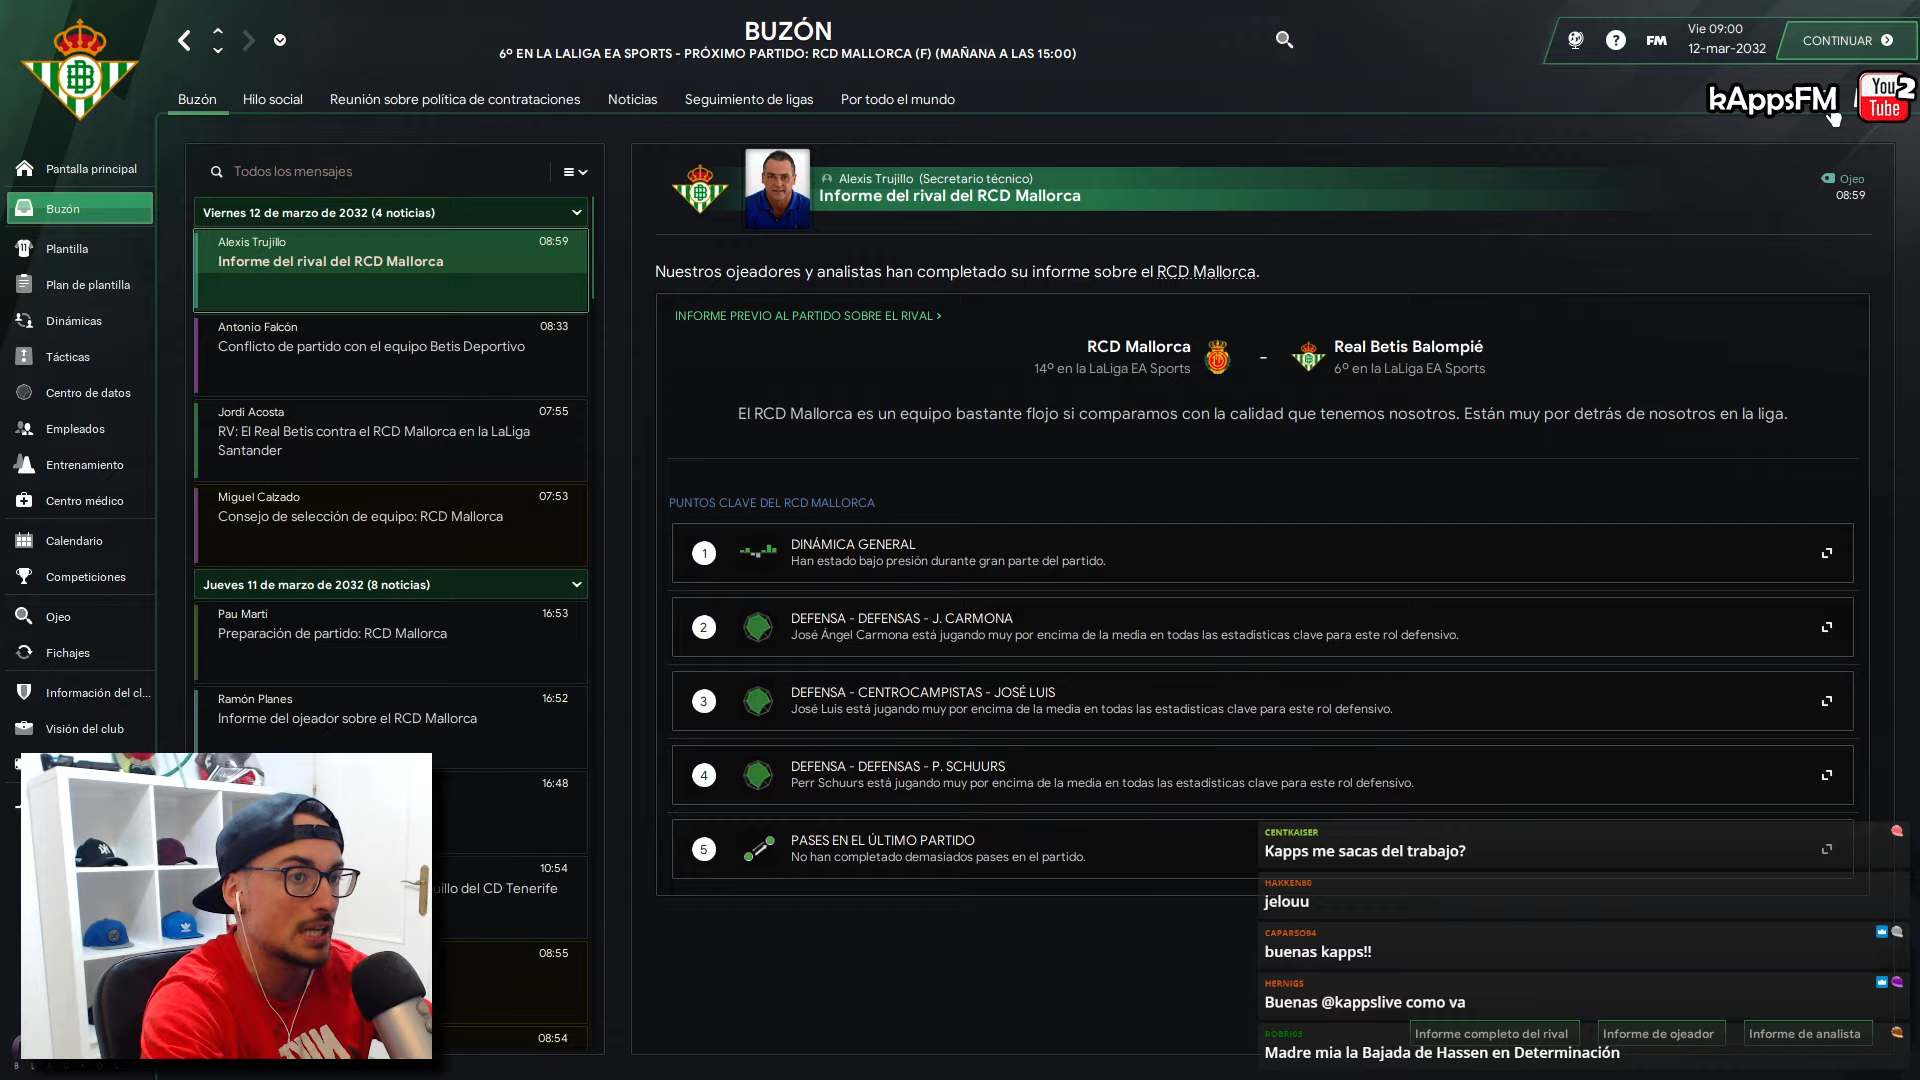 BUZÓN
6º EN LA LALIGA EA SPORTS - PRÓXIMO PARTIDO: RCD MALLORCA (F) (MAÑANA A LAS 15:00)
FM
Vie 09:00
12-mar-2032
CONTINUAR
Buzón
Hilo social
Reunión sobre política de contrataciones
Noticias
Seguimiento de ligas
Por todo el mundo
kAppsFM
You2
Tube
Pantalla principal
Buzón
Plantilla
Plan de plantilla
Dinámicas
Tácticas
Centro de datos
Empleados
Entrenamiento
Centro médico
Calendario
Competiciones
Ojeo
Fichajes
Información del cl...
Visión del club
Todos los mensajes
Viernes 12 de marzo de 2032 (4 noticias)
Alexis Trujillo 08:59
Informe del rival del RCD Mallorca
Antonio Falcón 08:33
Conflicto de partido con el equipo Betis Deportivo
Jordi Acosta 07:55
RV: El Real Betis contra el RCD Mallorca en la LaLiga
Santander
Miguel Calzado 07:53
Consejo de selección de equipo: RCD Mallorca
Jueves 11 de marzo de 2032 (8 noticias)
Pau Martí 16:53
Preparación de partido: RCD Mallorca
Ramón Planes 16:52
Informe del ojeador sobre el RCD Mallorca
16:48
10:54
uillo del CD Tenerife
08:55
08:54
Alexis Trujillo (Secretario técnico)
Informe del rival del RCD Mallorca
Ojeo
08:59
Nuestros ojeadores y analistas han completado su informe sobre el RCD Mallorca.
INFORME PREVIO AL PARTIDO SOBRE EL RIVAL >
RCD Mallorca - Real Betis Balompié
14º en la LaLiga EA Sports 6º en la LaLiga EA Sports
El RCD Mallorca es un equipo bastante flojo si comparamos con la calidad que tenemos nosotros. Están muy por detrás de nosotros en la liga.
PUNTOS CLAVE DEL RCD MALLORCA
1 DINÁMICA GENERAL
Han estado bajo presión durante gran parte del partido.
2 DEFENSA - DEFENSAS - J. CARMONA
José Ángel Carmona está jugando muy por encima de la media en todas las estadísticas clave para este rol defensivo.
3 DEFENSA - CENTROCAMPISTAS - JOSÉ LUIS
José Luis está jugando muy por encima de la media en todas las estadísticas clave para este rol defensivo.
4 DEFENSA - DEFENSAS - P. SCHUURS
Perr Schuurs está jugando muy por encima de la media en todas las estadísticas clave para este rol defensivo.
5 PASES EN EL ÚLTIMO PARTIDO
No han completado demasiados pases en el partido.
CENTKAISER
Kapps me sacas del trabajo?
HAKKEN80
jelouu
CAPARSO94
buenas kapps!!
HERNIGS
Buenas @kappslive como va
ROBRI03
Informe completo del rival
Informe de ojeador
Informe de analista
Madre mia la Bajada de Hassen en Determinación